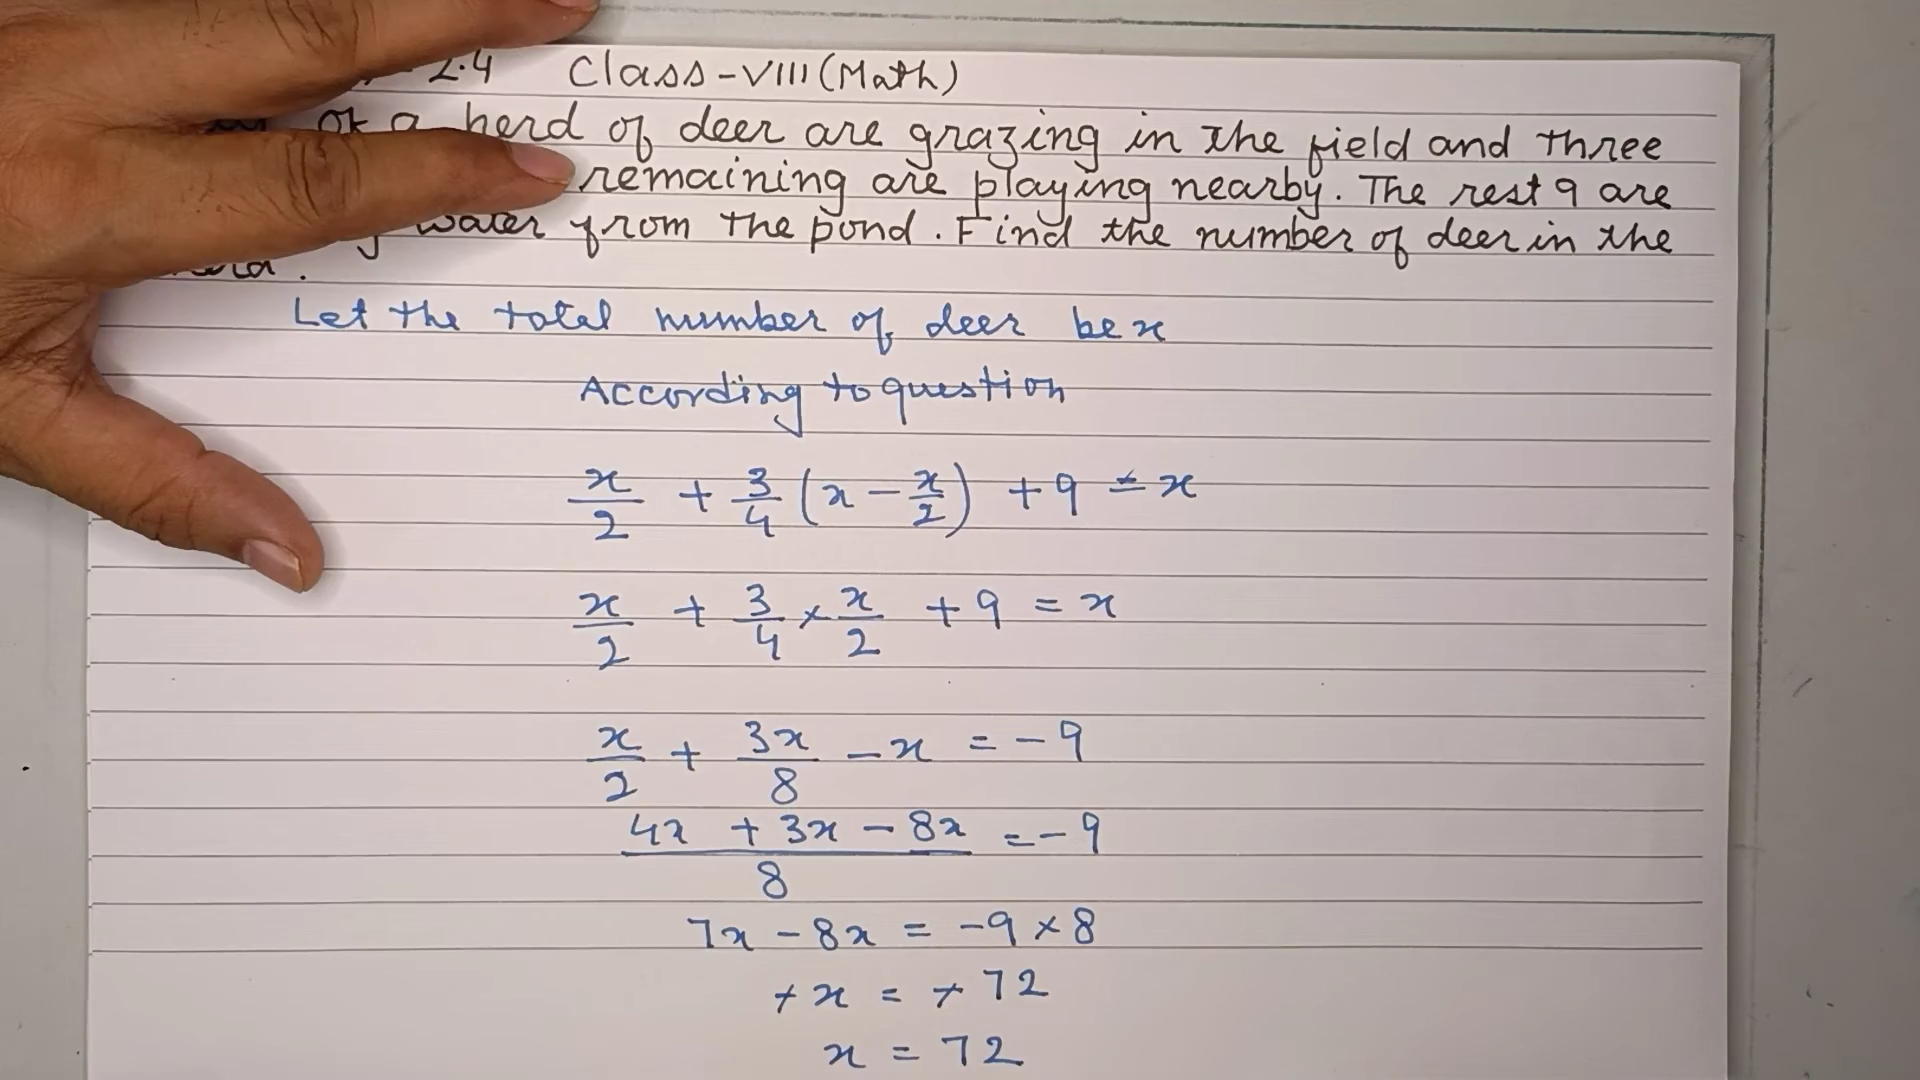 2.4 Class-VIII (Math)
of a herd of deer are grazing in the field and three
remaining are playing nearby. The rest 9 are
water from the pond. Find the number of deer in the
Let the total number of deer be x
According to question
x/2 + 3/4 (x - x/2) + 9 = x
x/2 + 3/4 × x/2 + 9 = x
x/2 + 3x/8 - x = -9
(4x + 3x - 8x)/8 = -9
7x - 8x = -9 × 8
+ x = + 72
x = 72